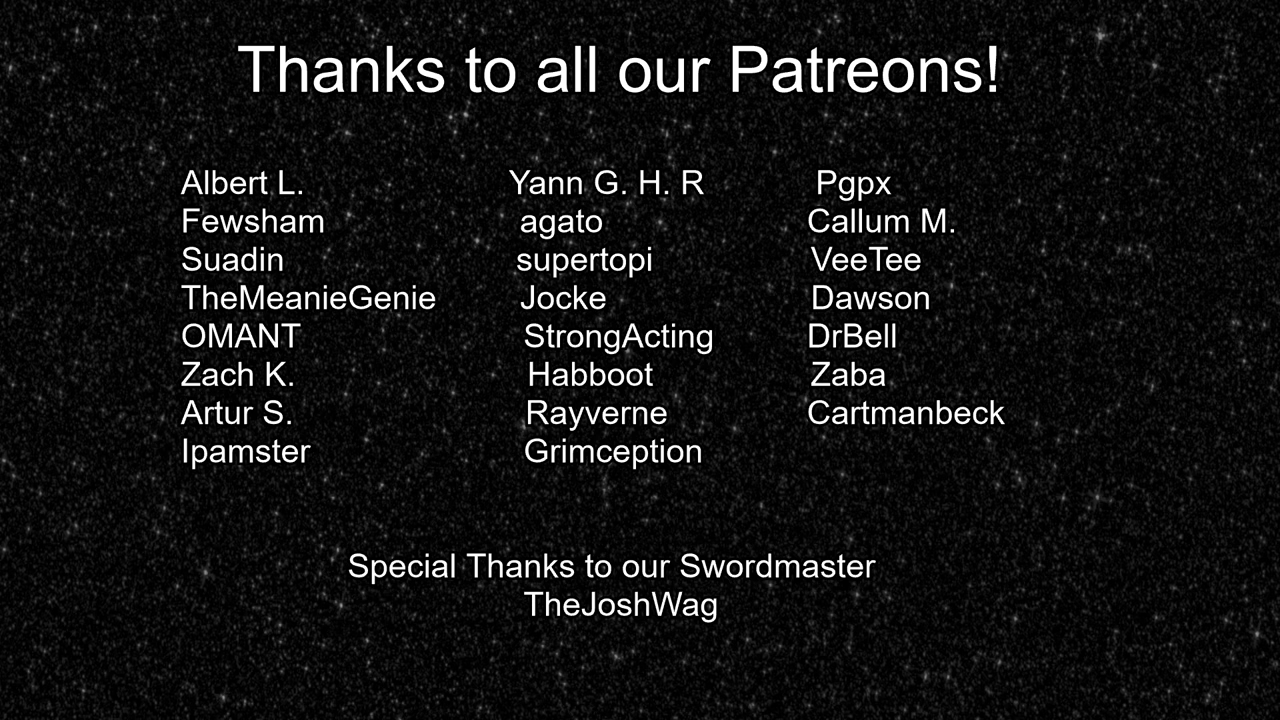 Thanks to all our Patreons!
Albert L. Yann G. H. R Pgpx
Fewsham agato Callum M.
Suadin supertopi VeeTee
TheMeanieGenie Jocke Dawson
OMANT StrongActing DrBell
Zach K. Habboot Zaba
Artur S. Rayverne Cartmanbeck
Ipamster Grimception
Special Thanks to our Swordmaster
TheJoshWag